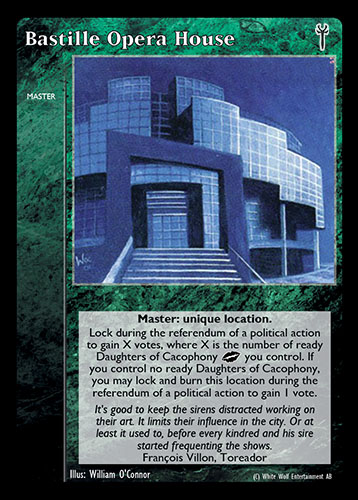 Bastille Opera House
MASTER
Master: unique location.
Lock during the referendum of a political action
to gain X votes, where X is the number of ready
Daughters of Cacophony you control. If
you control no ready Daughters of Cacophony,
you may lock and burn this location during the
referendum of a political action to gain 1 vote.
It's good to keep the sirens distracted working on
their art. It limits their influence in the city. Or at
least it used to, before every kindred and his sire
started frequenting the shows.
François Villon, Toreador
Illus: William O'Connor
(C) White Wolf Entertainment AB